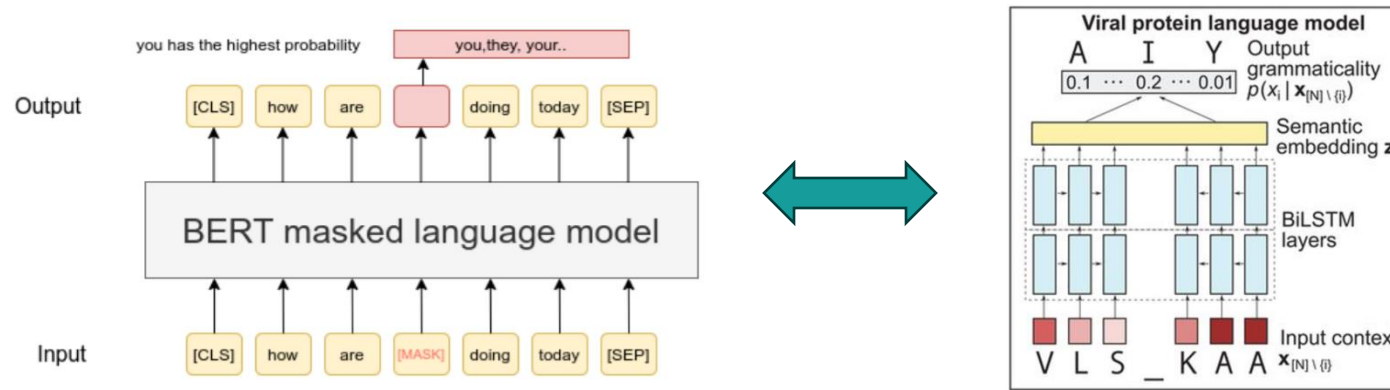 you has the highest probability
you,they, your..
Output
[CLS] how are doing today [SEP]
BERT masked language model
Input
[CLS] how are [MASK] doing today [SEP]
Viral protein language model
A I Y
Output
grammaticality
0.1 ··· 0.2 ··· 0.01
p(xᵢ | x[N] \ {i})
Semantic
embedding z
BiLSTM
layers
Input contex
V L S _ K A A
x[N] \ {i}